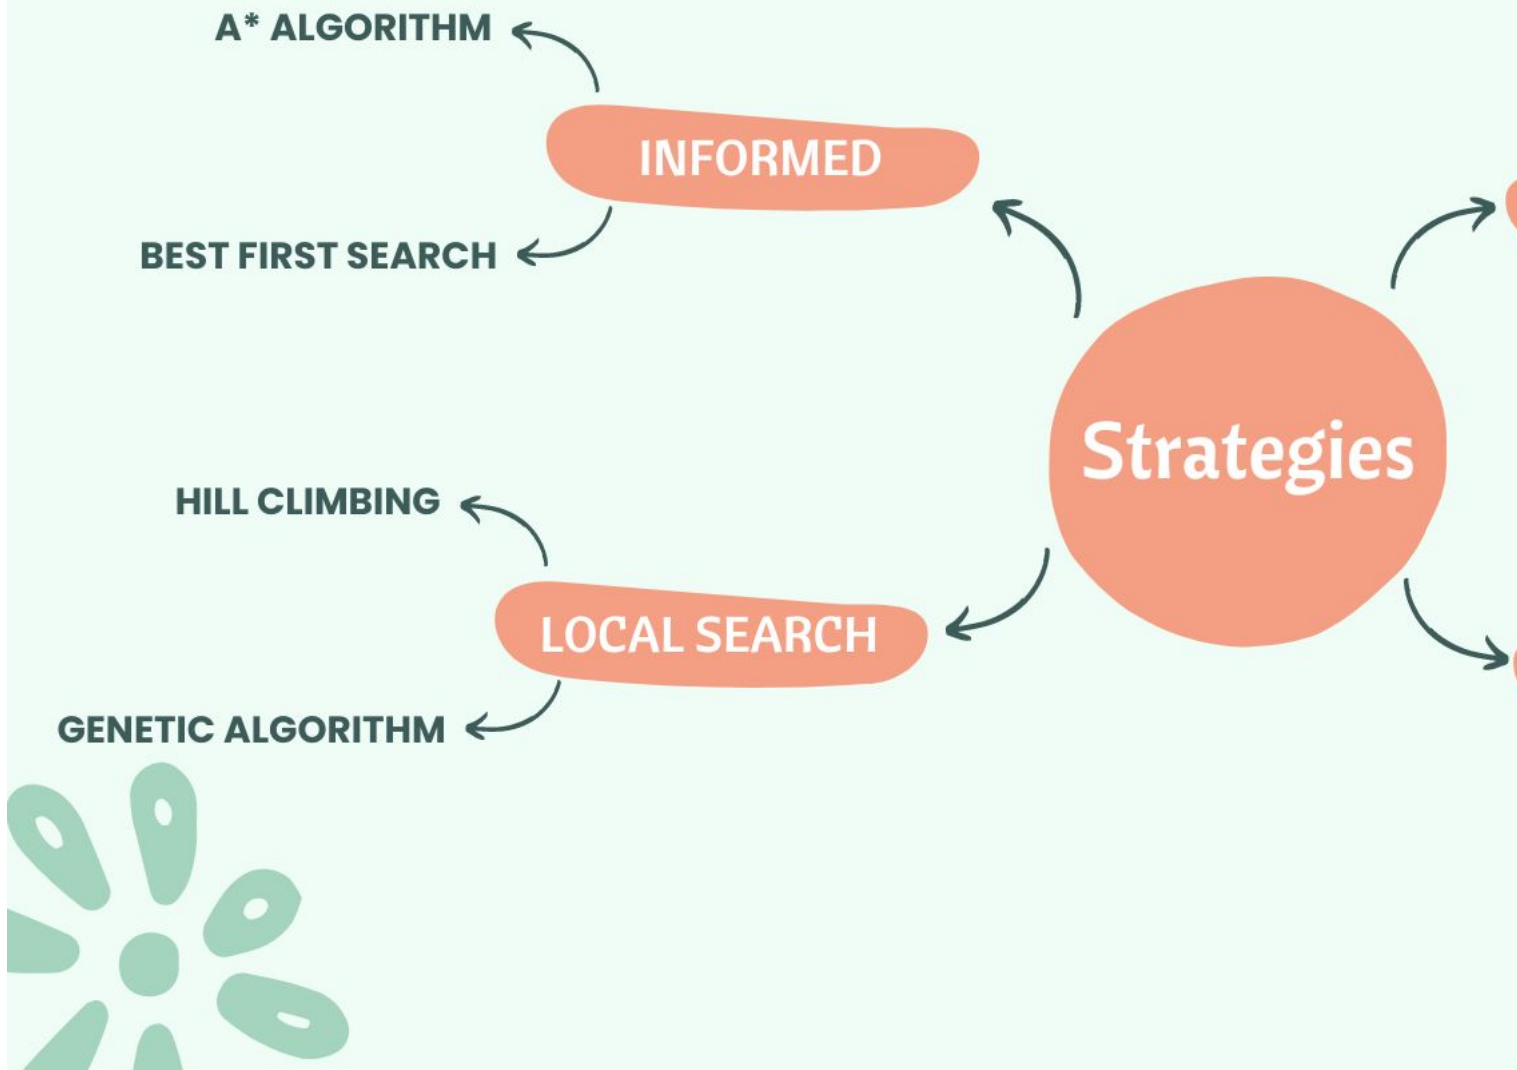 A* ALGORITHM
INFORMED
BEST FIRST SEARCH
Strategies
HILL CLIMBING
LOCAL SEARCH
GENETIC ALGORITHM